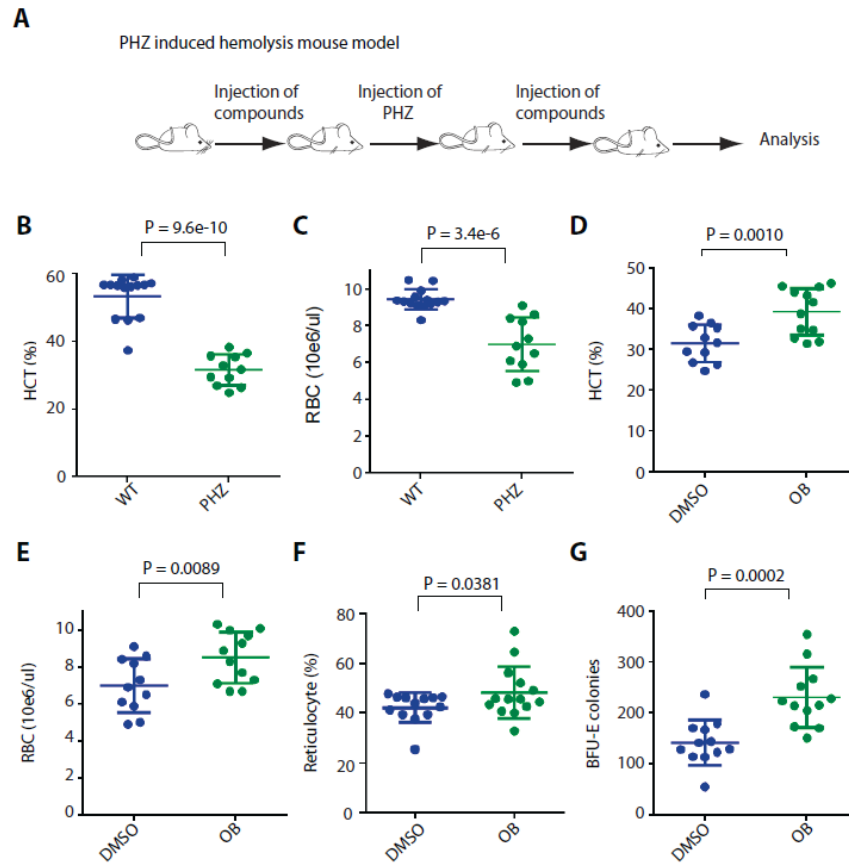 A
PHZ induced hemolysis mouse model
Injection of
compounds
Injection of
PHZ
Injection of
compounds
Analysis
B
P = 9.6e-10
HCT (%)
60
40
20
0
WT
PHZ
C
P = 3.4e-6
RBC (10e6/ul)
10
8
6
4
2
0
WT
PHZ
D
P = 0.0010
HCT (%)
50
40
30
20
10
0
DMSO
OB
E
P = 0.0089
RBC (10e6/ul)
10
8
6
4
2
0
DMSO
OB
F
P = 0.0381
Reticulocyte (%)
80
60
40
20
0
DMSO
OB
G
P = 0.0002
BFU-E colonies
400
300
200
100
0
DMSO
OB